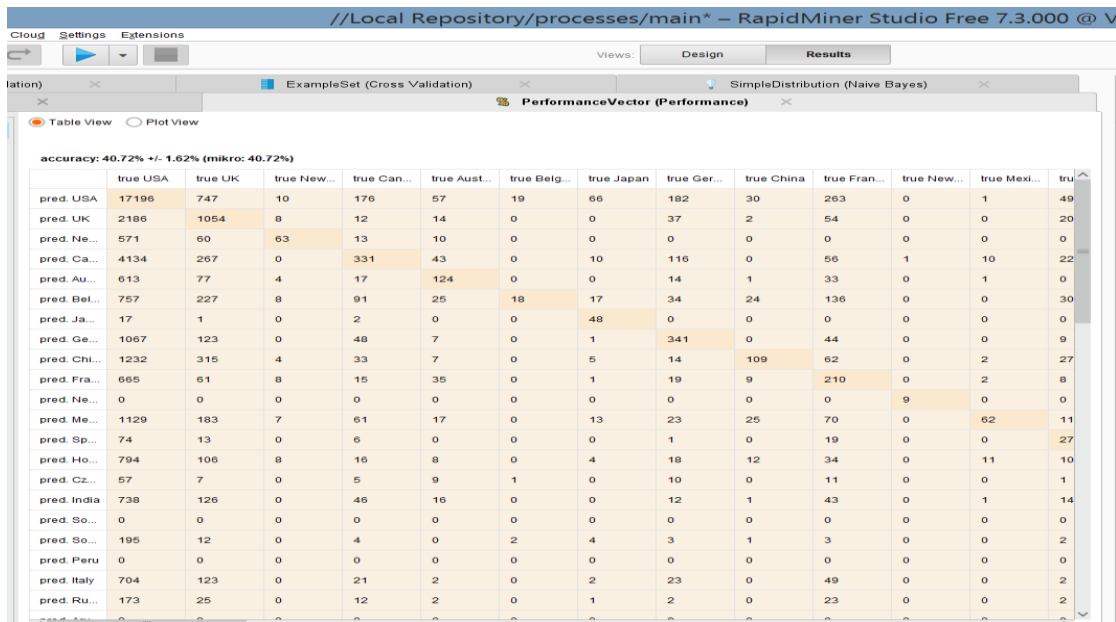 //Local Repository/processes/main* – RapidMiner Studio Free 7.3.000 @ V
Cloud Settings Extensions
Views: Design Results
lation) ExampleSet (Cross Validation) SimpleDistribution (Naive Bayes)
PerformanceVector (Performance)
Table View Plot View
accuracy: 40.72% +/- 1.62% (mikro: 40.72%)
true USA true UK true New... true Can... true Aust... true Belg... true Japan true Ger... true China true Fran... true New... true Mexi... tru
pred. USA 17196 747 10 176 57 19 66 182 30 263 0 1 49
pred. UK 2186 1054 8 12 14 0 0 37 2 54 0 0 20
pred. Ne... 571 60 63 13 10 0 0 0 0 0 0 0 0
pred. Ca... 4134 267 0 331 43 0 10 116 0 56 1 10 22
pred. Au... 613 77 4 17 124 0 0 14 1 33 0 1 0
pred. Bel... 757 227 8 91 25 18 17 34 24 136 0 0 30
pred. Ja... 17 1 0 2 0 0 48 0 0 0 0 0 0
pred. Ge... 1067 123 0 48 7 0 1 341 0 44 0 0 9
pred. Chi... 1232 315 4 33 7 0 5 14 109 62 0 2 27
pred. Fra... 665 61 8 15 35 0 1 19 9 210 0 2 8
pred. Ne... 0 0 0 0 0 0 0 0 0 0 9 0 0
pred. Me... 1129 183 7 61 17 0 13 23 25 70 0 62 11
pred. Sp... 74 13 0 6 0 0 0 1 0 19 0 0 27
pred. Ho... 794 106 8 16 8 0 4 18 12 34 0 11 10
pred. Cz... 57 7 0 5 9 1 0 10 0 11 0 0 1
pred. India 738 126 0 46 16 0 0 12 1 43 0 1 14
pred. So... 0 0 0 0 0 0 0 0 0 0 0 0 0
pred. So... 195 12 0 4 0 2 4 3 1 3 0 0 2
pred. Peru 0 0 0 0 0 0 0 0 0 0 0 0 0
pred. Italy 704 123 0 21 2 0 2 23 0 49 0 0 2
pred. Ru... 173 25 0 12 2 0 1 2 0 23 0 0 2